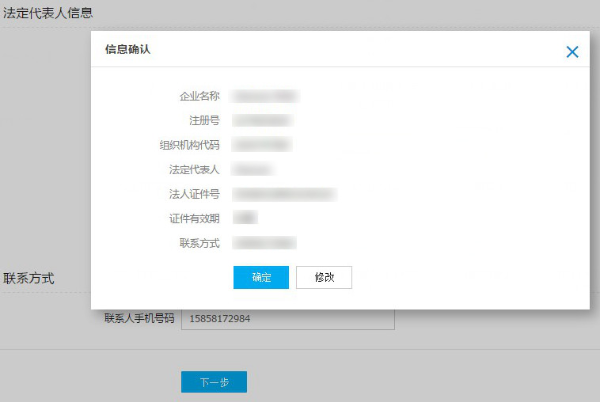 法定代表人信息
信息确认
企业名称
注册号
组织机构代码
法定代表人
法人证件号
证件有效期
联系方式
确定 修改
联系方式
联系人手机号码 15858172984
下一步